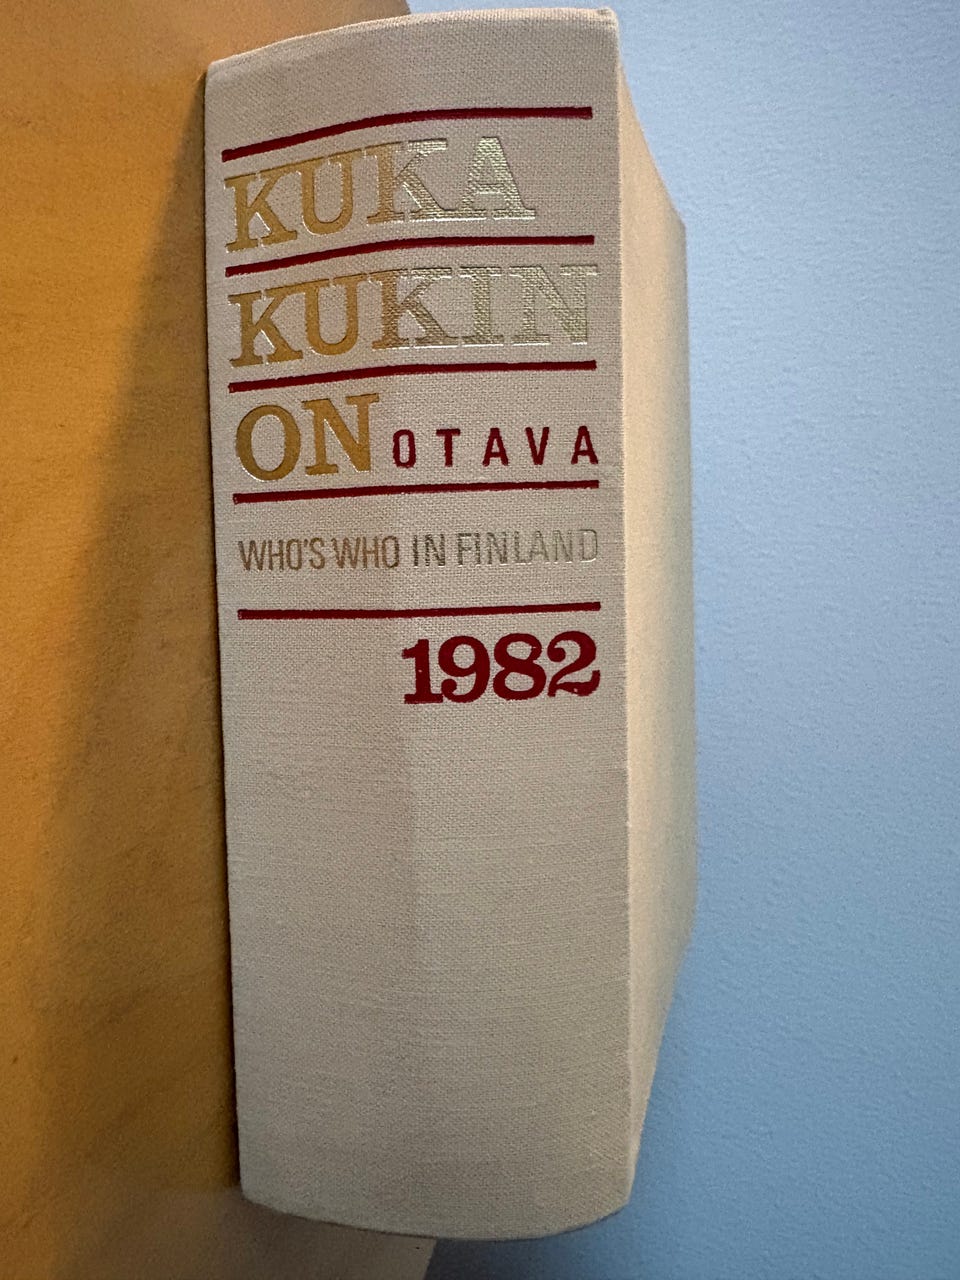 KUKA
KUKIN
ON OTAVA
WHO'S WHO IN FINLAND
1982